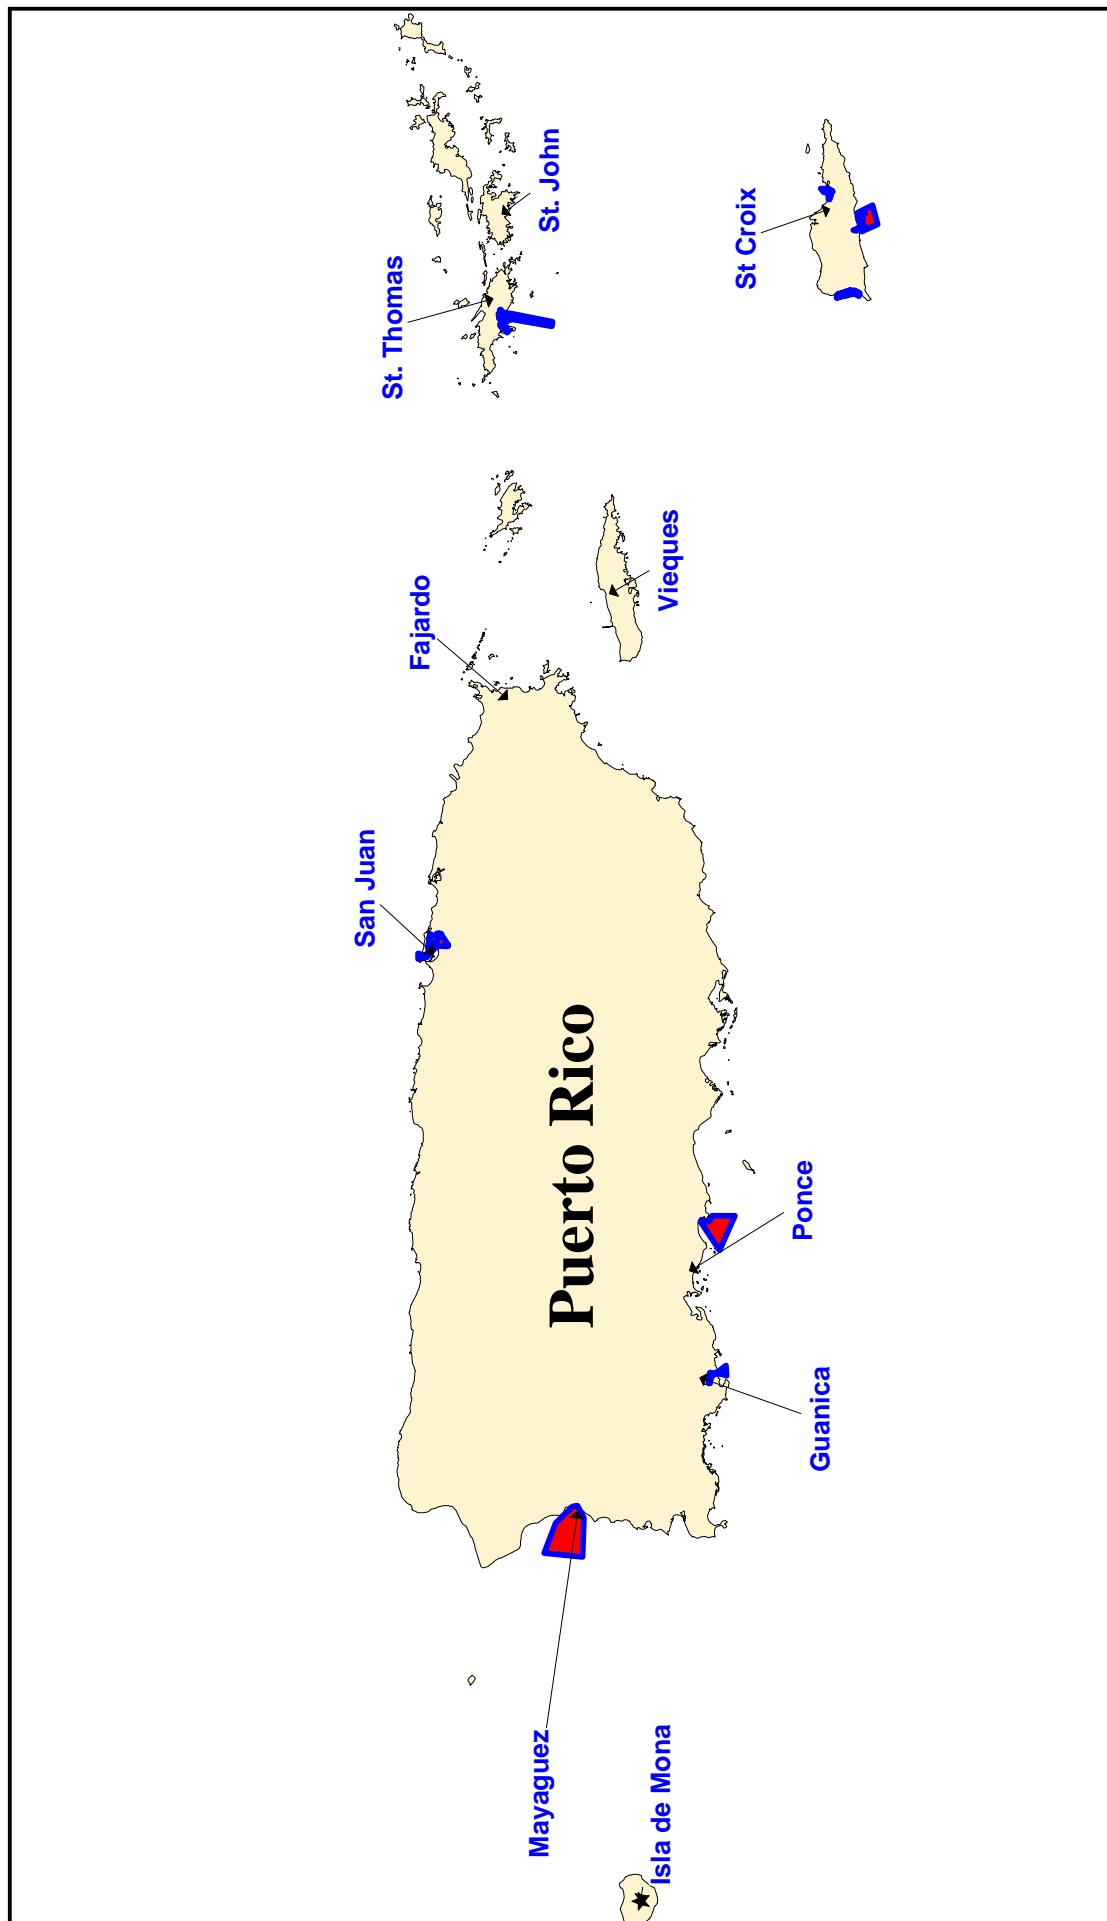 St. John
St Croix
St. Thomas
Vieques
Fajardo
San Juan
Puerto Rico
Ponce
Guanica
Mayaguez
Isla de Mona